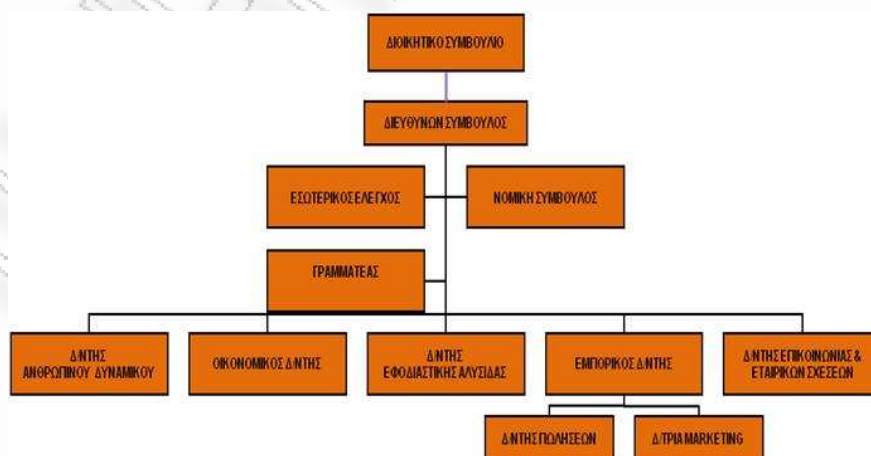 ΔΙΟΙΚΗΤΙΚΟ ΣΥΜΒΟΥΛΙΟ
ΔΙΕΥΘΥΝΩΝ ΣΥΜΒΟΥΛΟΣ
ΕΣΩΤΕΡΙΚΟΣ ΕΛΕΓΧΟΣ
ΝΟΜΙΚΗ ΣΥΜΒΟΥΛΟΣ
ΓΡΑΜΜΑΤΕΑΣ
Δ/ΝΤΗΣ
ΑΝΘΡΩΠΙΝΟΥ ΔΥΝΑΜΙΚΟΥ
ΟΙΚΟΝΟΜΙΚΟΣ Δ/ΝΤΗΣ
Δ/ΝΤΗΣ
ΕΦΟΔΙΑΣΤΙΚΗΣ ΑΛΥΣΙΔΑΣ
ΕΜΠΟΡΙΚΟΣ Δ/ΝΤΗΣ
Δ/ΝΤΗΣ ΕΠΙΚΟΙΝΩΝΙΑΣ &
ΕΤΑΙΡΙΚΩΝ ΣΧΕΣΕΩΝ
Δ/ΝΤΗΣ ΠΩΛΗΣΕΩΝ
Δ/ΤΡΙΑ MARKETING